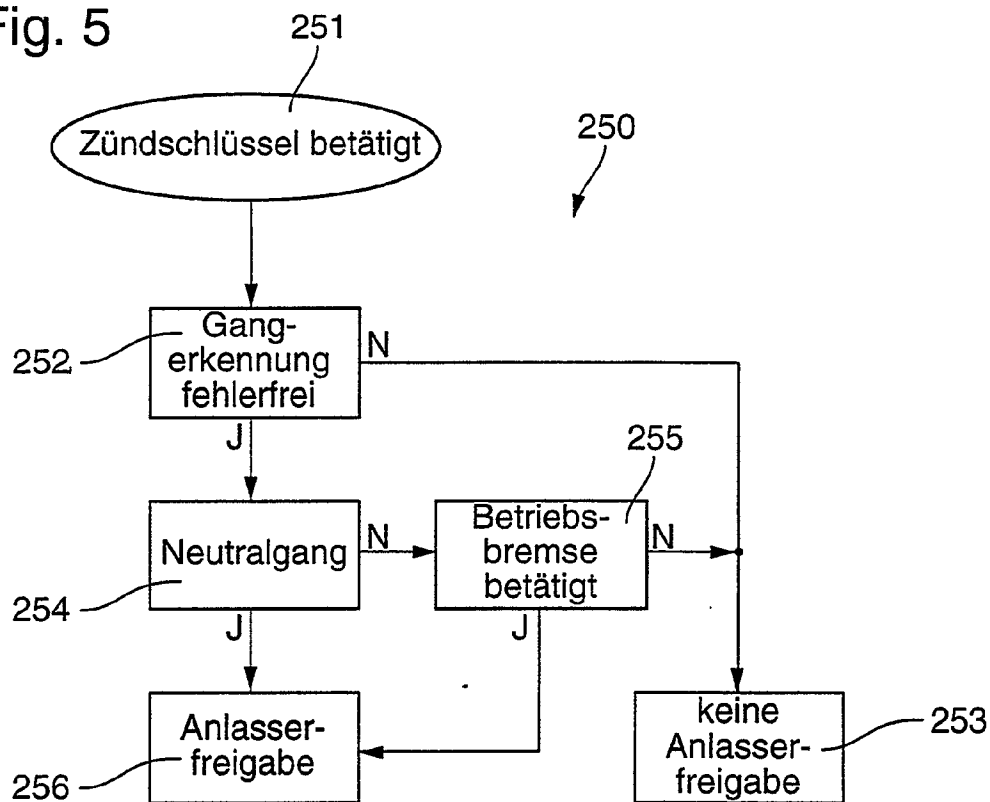 Fig. 5
251
Zündschlüssel betätigt
250
252
Gang-
erkennung
fehlerfrei
N
J
255
254
Neutralgang
N
Betriebs-
bremse
betätigt
N
J
J
256
Anlasser-
freigabe
keine
Anlasser-
freigabe
253